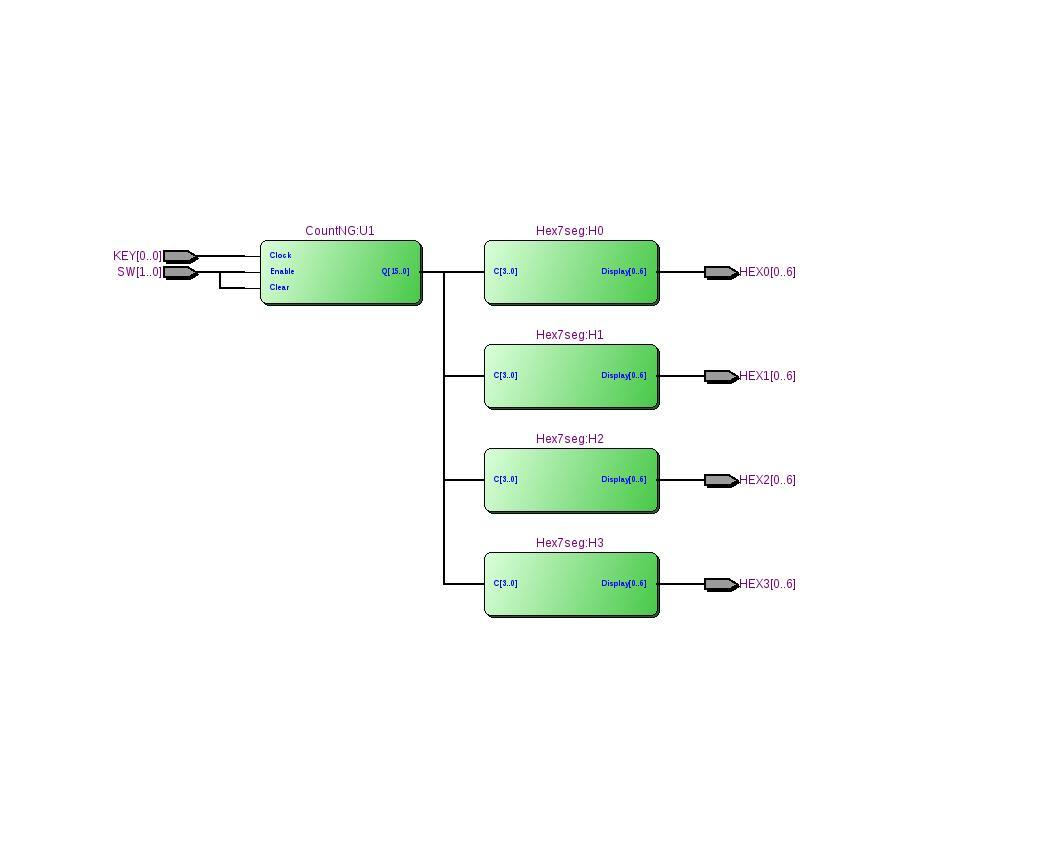 CountNG:U1
KEY[0..0]
SW[1..0]
Clock
Enable
Clear
Q[15..0]
Hex7seg:H0
C[3..0]
Display[0..6]
HEX0[0..6]
Hex7seg:H1
C[3..0]
Display[0..6]
HEX1[0..6]
Hex7seg:H2
C[3..0]
Display[0..6]
HEX2[0..6]
Hex7seg:H3
C[3..0]
Display[0..6]
HEX3[0..6]